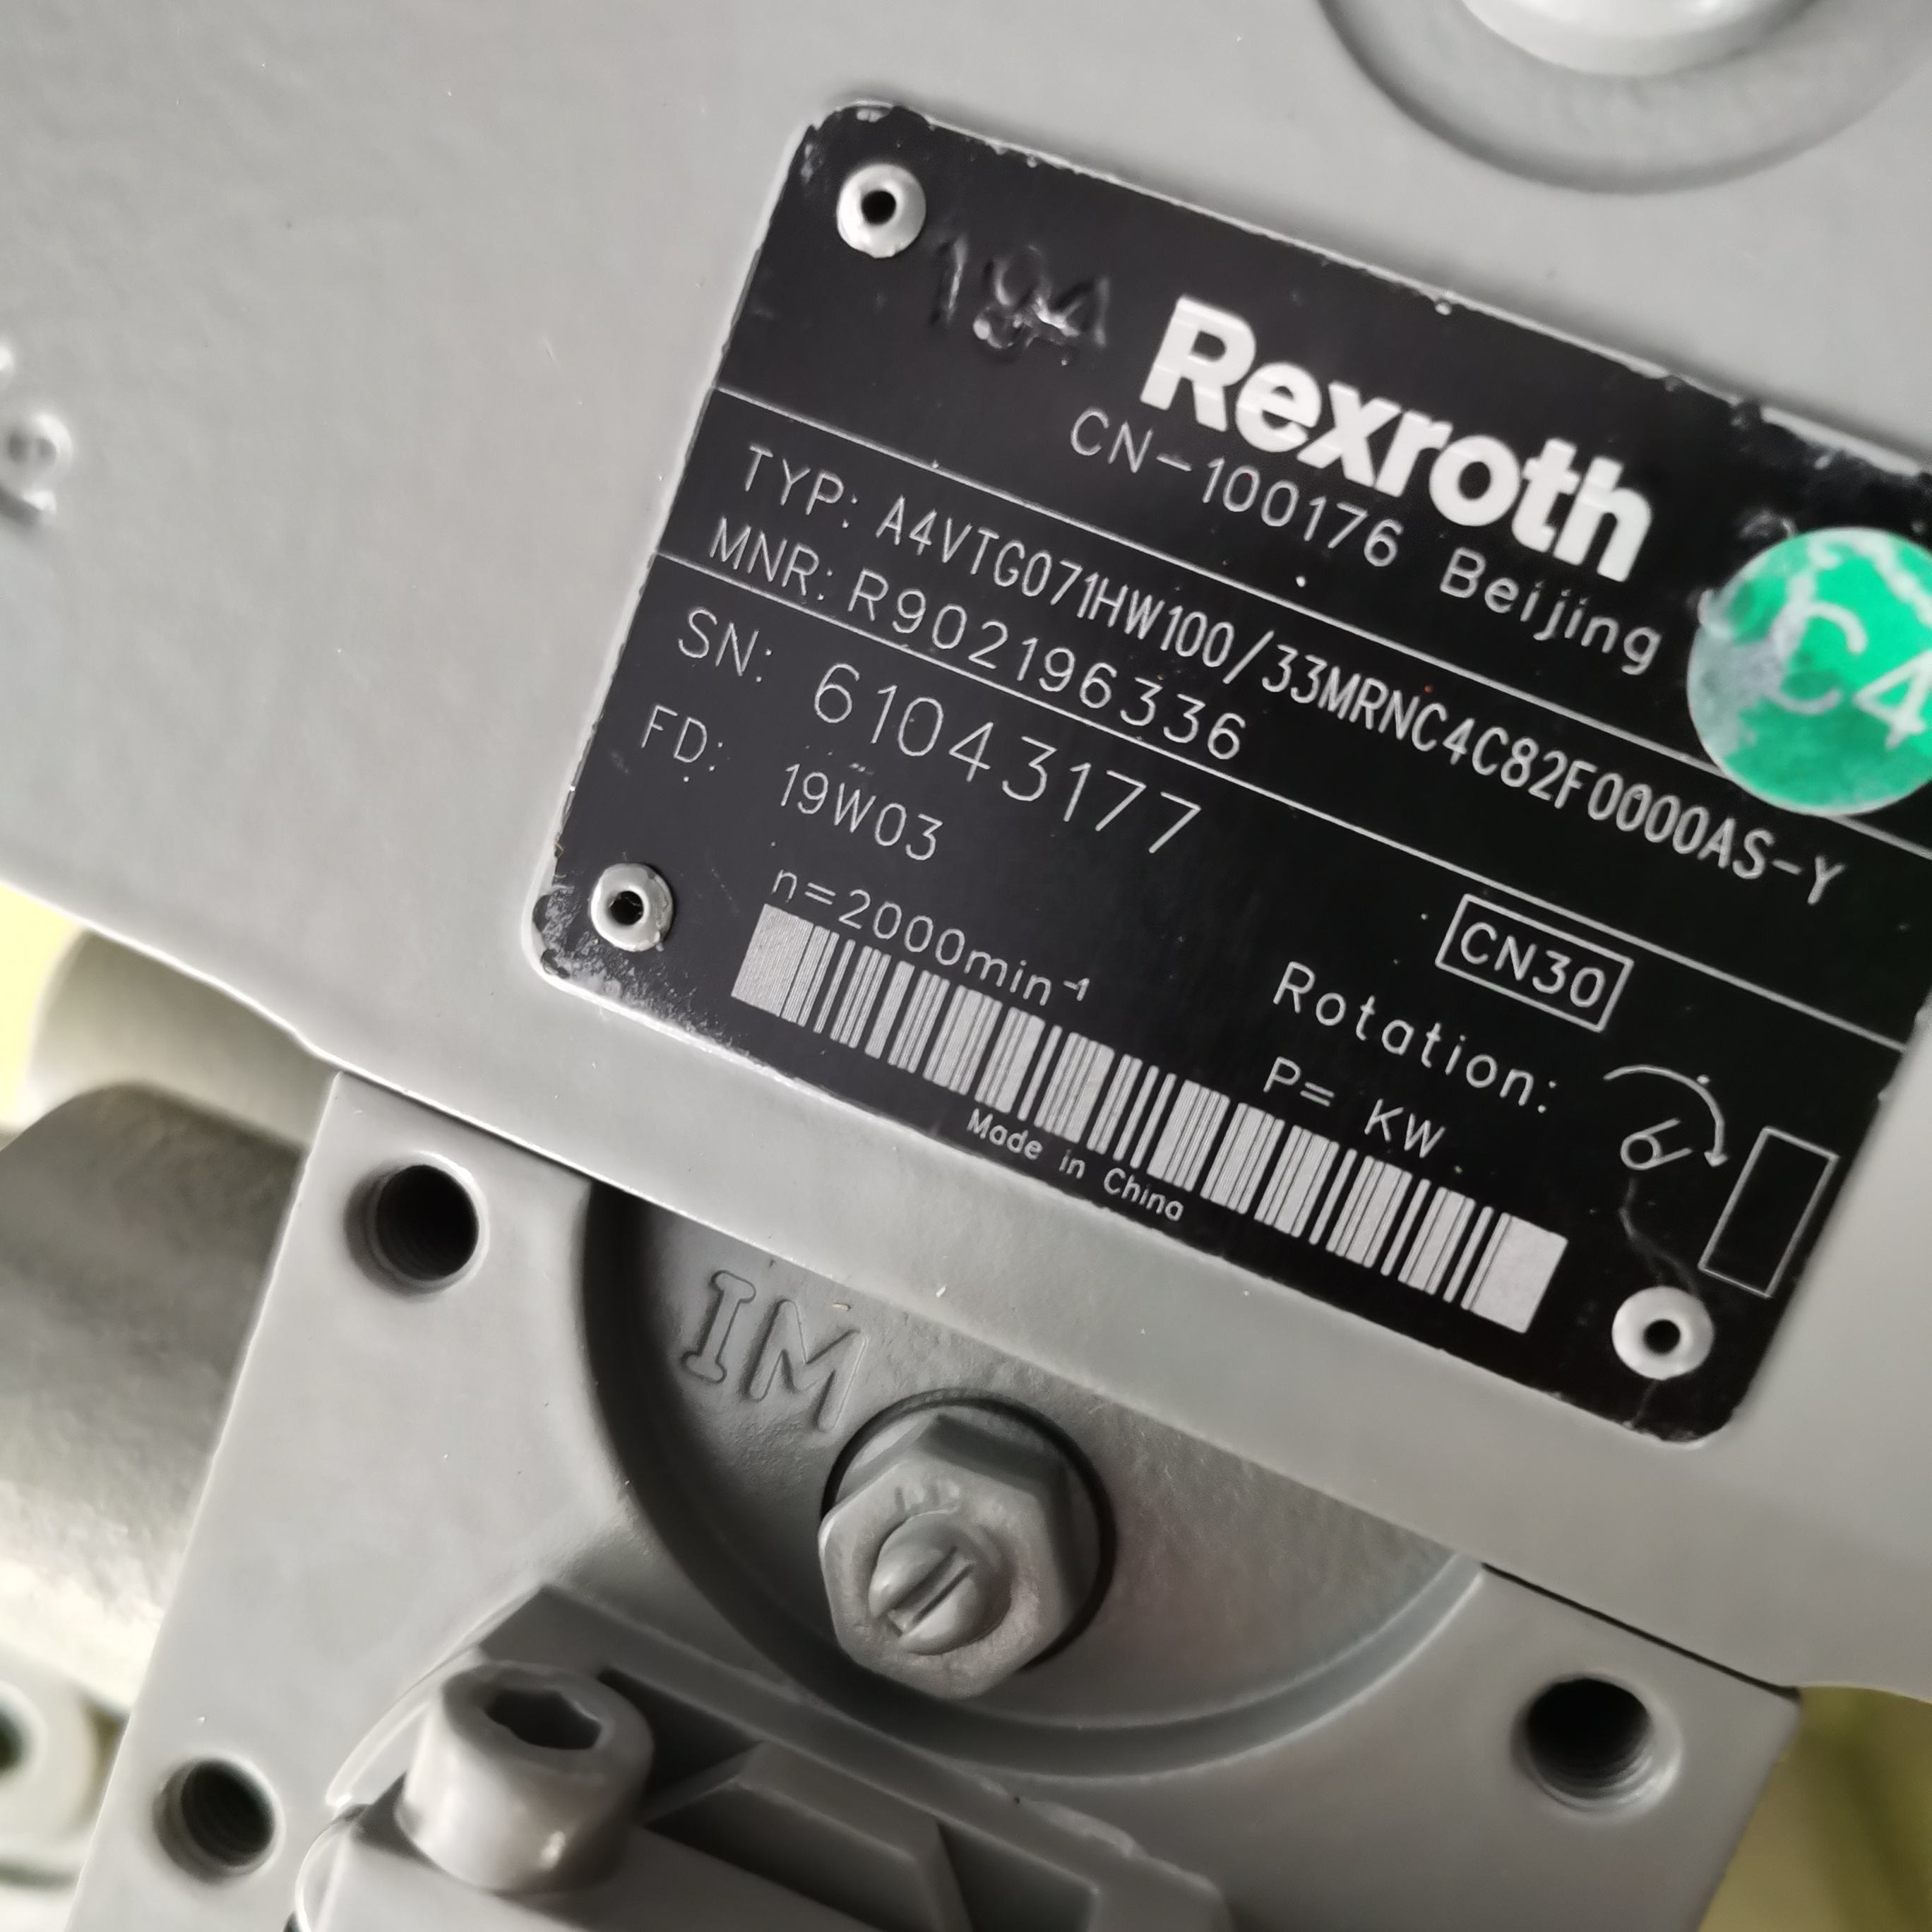 194
Rexroth
CN-100176 Beijing
C4
TYP: A4VTG071HW100/33MRNC4C82F0000AS-Y
MNR: R902196336
SN: 61043177
FD: 19W03
CN30
n=2000min⁻¹
Rotation:
P= KW
Made in China
IM